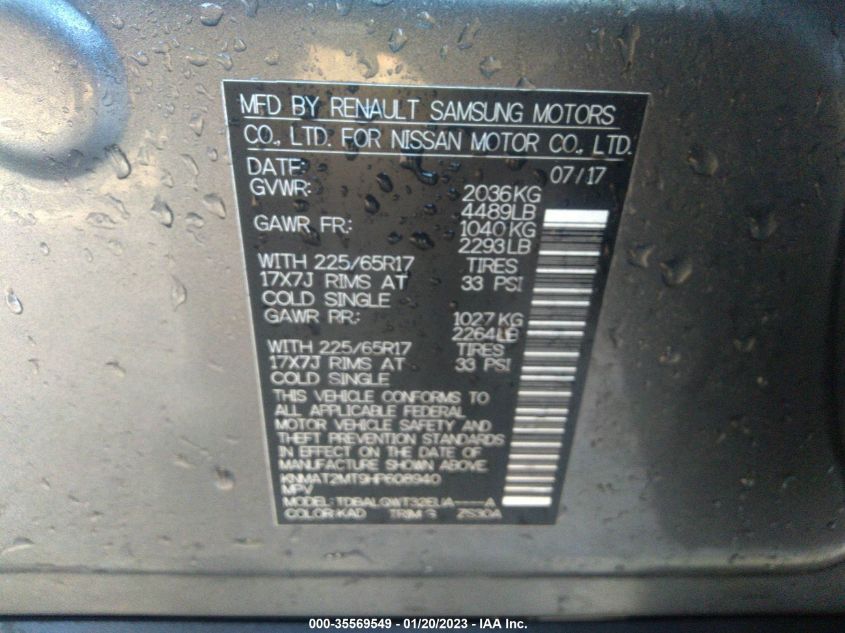 MFD BY RENAULT SAMSUNG MOTORS
CO., LTD. FOR NISSAN MOTOR CO., LTD.
DATE: 07/17
GVWR: 2036KG
4489LB
GAWR FR: 1040KG
2293LB
WITH 225/65R17 TIRES
17X7J RIMS AT 33 PSI
COLD SINGLE
GAWR RR: 1027KG
2264LB
WITH 225/65R17 TIRES
17X7J RIMS AT 33 PSI
COLD SINGLE
THIS VEHICLE CONFORMS TO
ALL APPLICABLE FEDERAL
MOTOR VEHICLE SAFETY AND
THEFT PREVENTION STANDARDS
IN EFFECT ON THE DATE OF
MANUFACTURE SHOWN ABOVE.
KNMAT2MT9HP608940
MPV
MODEL:
COLOR:KAD TRIM:G
000-35569549 - 01/20/2023 - IAA Inc.